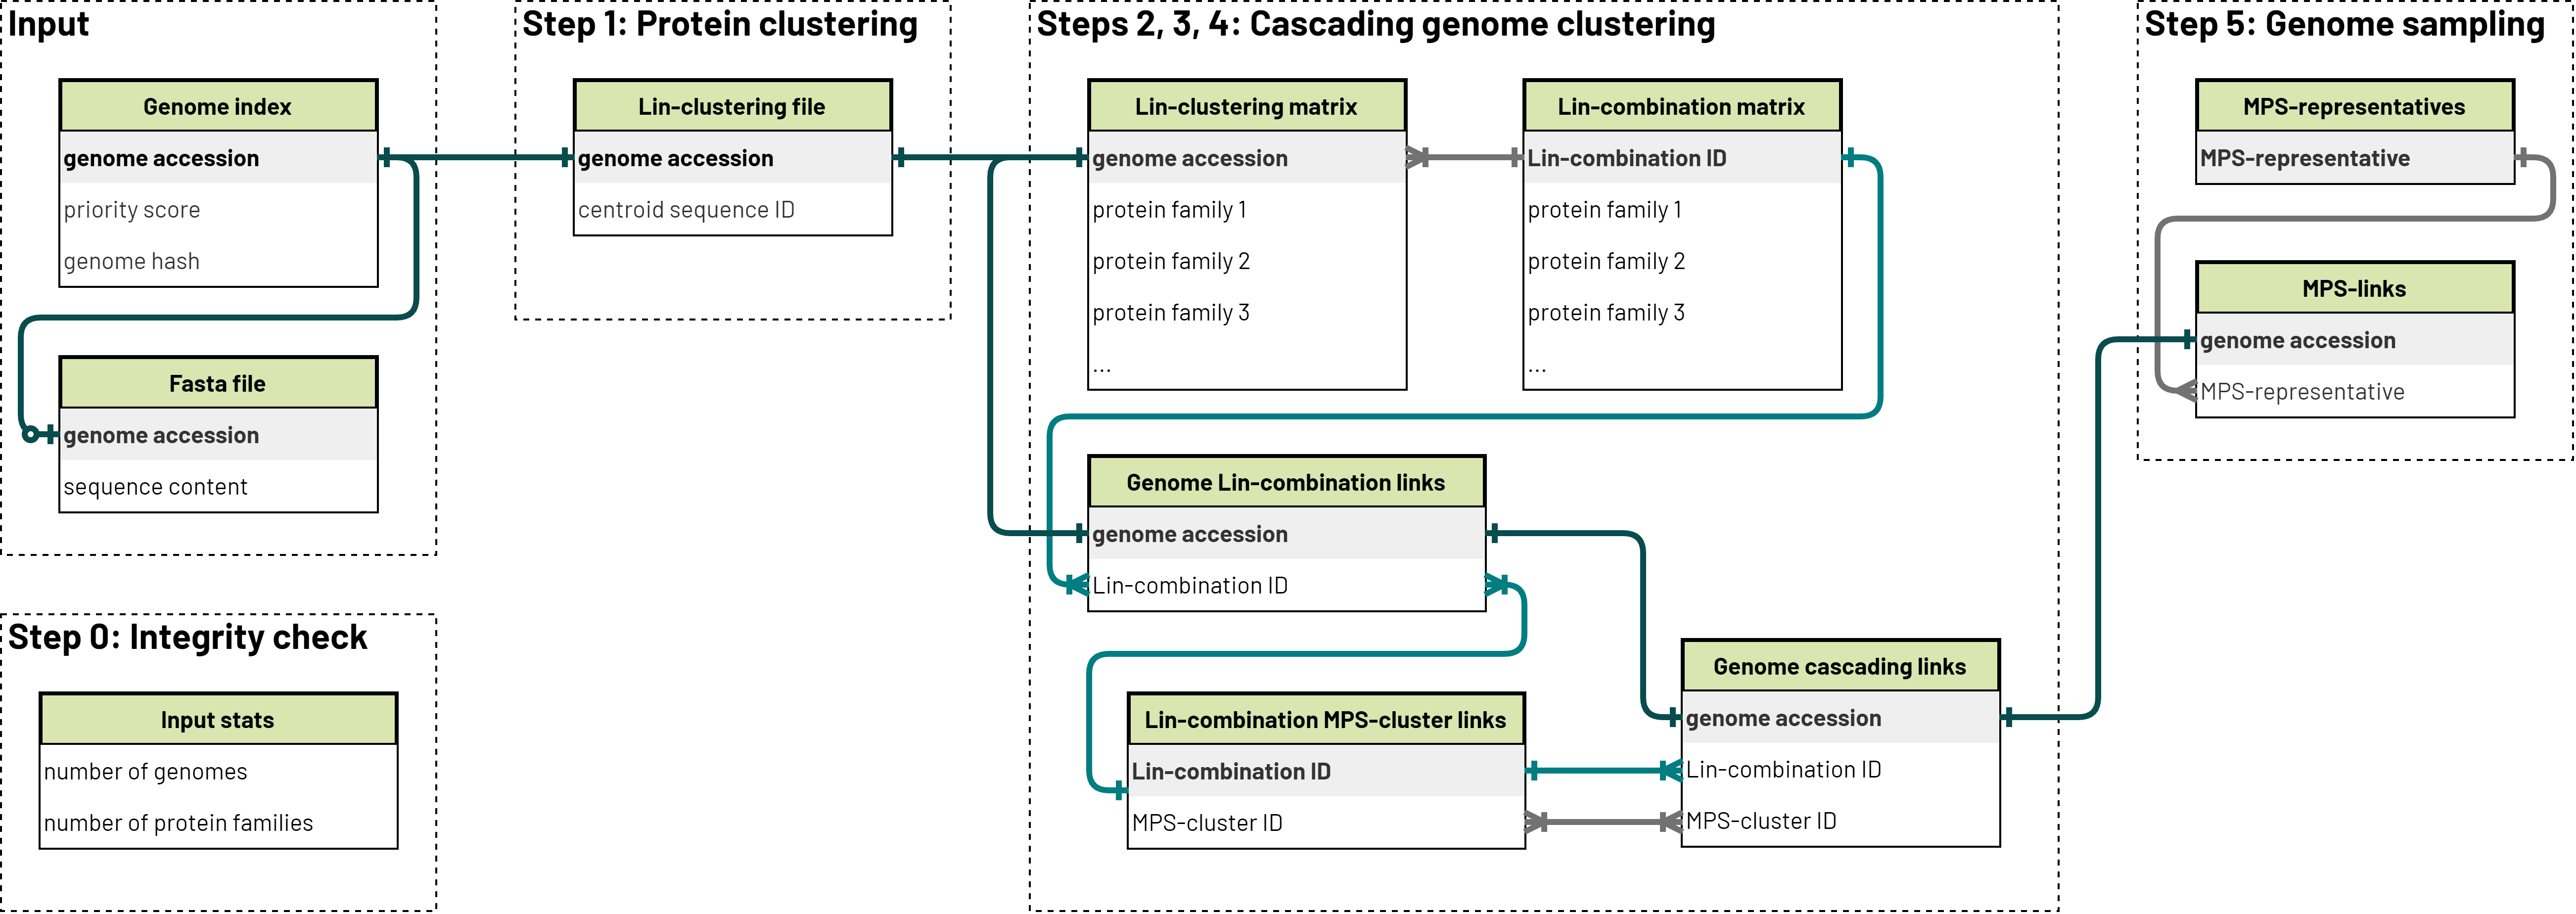 Input
Genome index
genome accession
priority score
genome hash
Fasta file
genome accession
sequence content
Step 0: Integrity check
Input stats
number of genomes
number of protein families
Step 1: Protein clustering
Lin-clustering file
genome accession
centroid sequence ID
Steps 2, 3, 4: Cascading genome clustering
Lin-clustering matrix
genome accession
protein family 1
protein family 2
protein family 3
...
Lin-combination matrix
Lin-combination ID
protein family 1
protein family 2
protein family 3
...
Genome Lin-combination links
genome accession
Lin-combination ID
Lin-combination MPS-cluster links
Lin-combination ID
MPS-cluster ID
Genome cascading links
genome accession
Lin-combination ID
MPS-cluster ID
Step 5: Genome sampling
MPS-representatives
MPS-representative
MPS-links
genome accession
MPS-representative